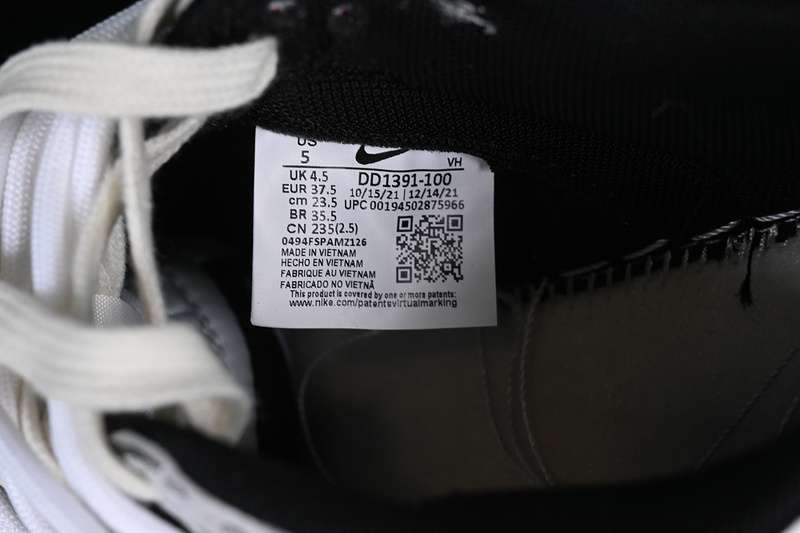 US
5
VH
UK 4.5 DD1391-100
EUR 37.5 10/15/21 | 12/14/21
cm 23.5 UPC 00194502875966
BR 35.5
CN 235(2.5)
0494FSPAMZ126
MADE IN VIETNAM
HECHO EN VIETNAM
FABRIQUE AU VIETNAM
FABRICADO NO VIETNÃ
This product is covered by one or more patents:
www.nike.com/patentsvirtualmarking